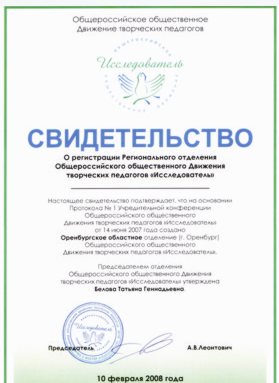 Общероссийское общественное
Движение творческих педагогов
Исследователь
СВИДЕТЕЛЬСТВО
О регистрации Регионального отделения
Общероссийского общественного Движения
творческих педагогов «Исследователь»
Настоящее свидетельство подтверждает, что на основании
Протокола № 1 Учредительной конференции
Общероссийского общественного
Движения творческих педагогов «Исследователь»
от 14 июня 2007 года создано
Оренбургское областное отделение (г. Оренбург)
Общероссийского общественного
Движения творческих педагогов «Исследователь».
Председателем отделения
Общероссийского общественного Движения
творческих педагогов «Исследователь» утверждена
Белова Татьяна Геннадьевна.
Исследователь
Председатель А.В.Леонтович
10 февраля 2008 года